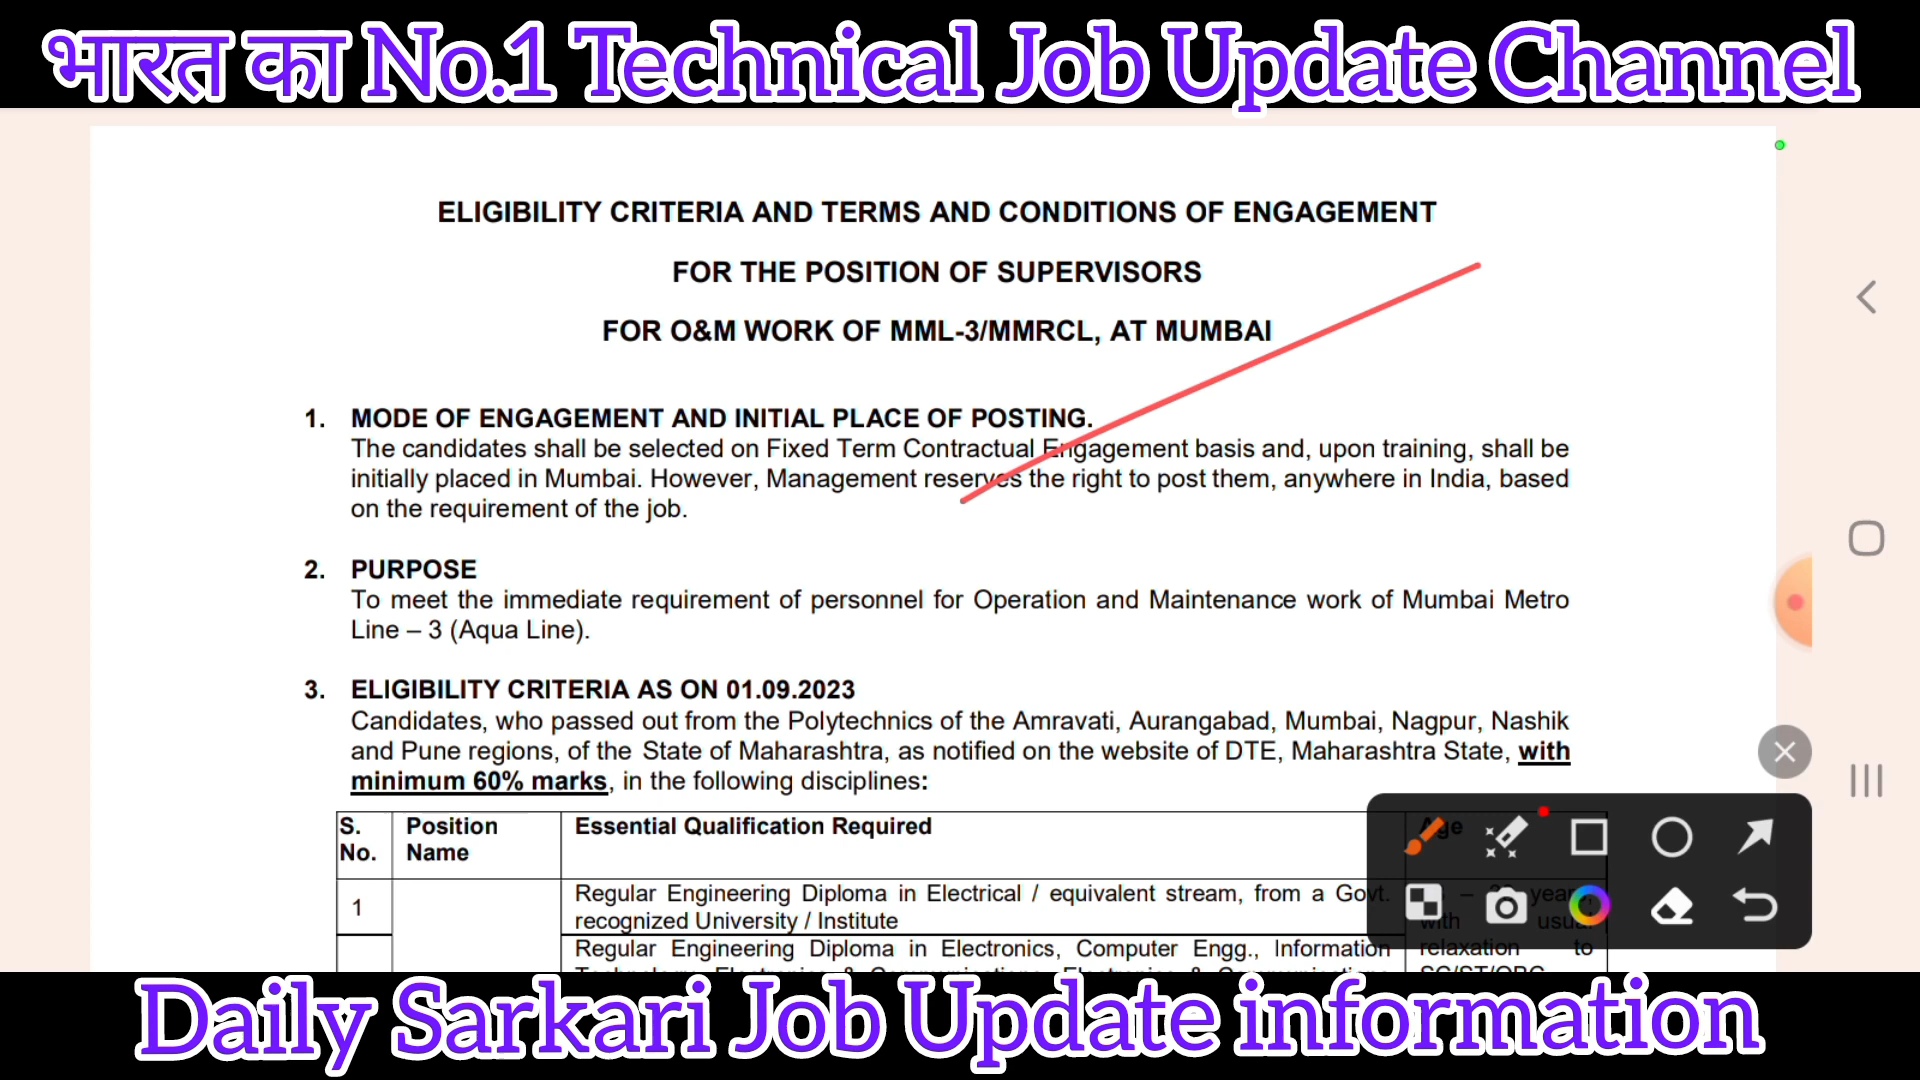 भारत का No.1 Technical Job Update Channel
ELIGIBILITY CRITERIA AND TERMS AND CONDITIONS OF ENGAGEMENT
FOR THE POSITION OF SUPERVISORS
FOR O&M WORK OF MML-3/MMRCL, AT MUMBAI
1. MODE OF ENGAGEMENT AND INITIAL PLACE OF POSTING.
The candidates shall be selected on Fixed Term Contractual Engagement basis and, upon training, shall be
initially placed in Mumbai. However, Management reserves the right to post them, anywhere in India, based
on the requirement of the job.
2. PURPOSE
To meet the immediate requirement of personnel for Operation and Maintenance work of Mumbai Metro
Line – 3 (Aqua Line).
3. ELIGIBILITY CRITERIA AS ON 01.09.2023
Candidates, who passed out from the Polytechnics of the Amravati, Aurangabad, Mumbai, Nagpur, Nashik
and Pune regions, of the State of Maharashtra, as notified on the website of DTE, Maharashtra State, with
minimum 60% marks, in the following disciplines:
S. No. Position Name Essential Qualification Required Age
1 Regular Engineering Diploma in Electrical / equivalent stream, from a Govt.
recognized University / Institute
with usual
Regular Engineering Diploma in Electronics, Computer Engg., Information relaxation to
Daily Sarkari Job Update information